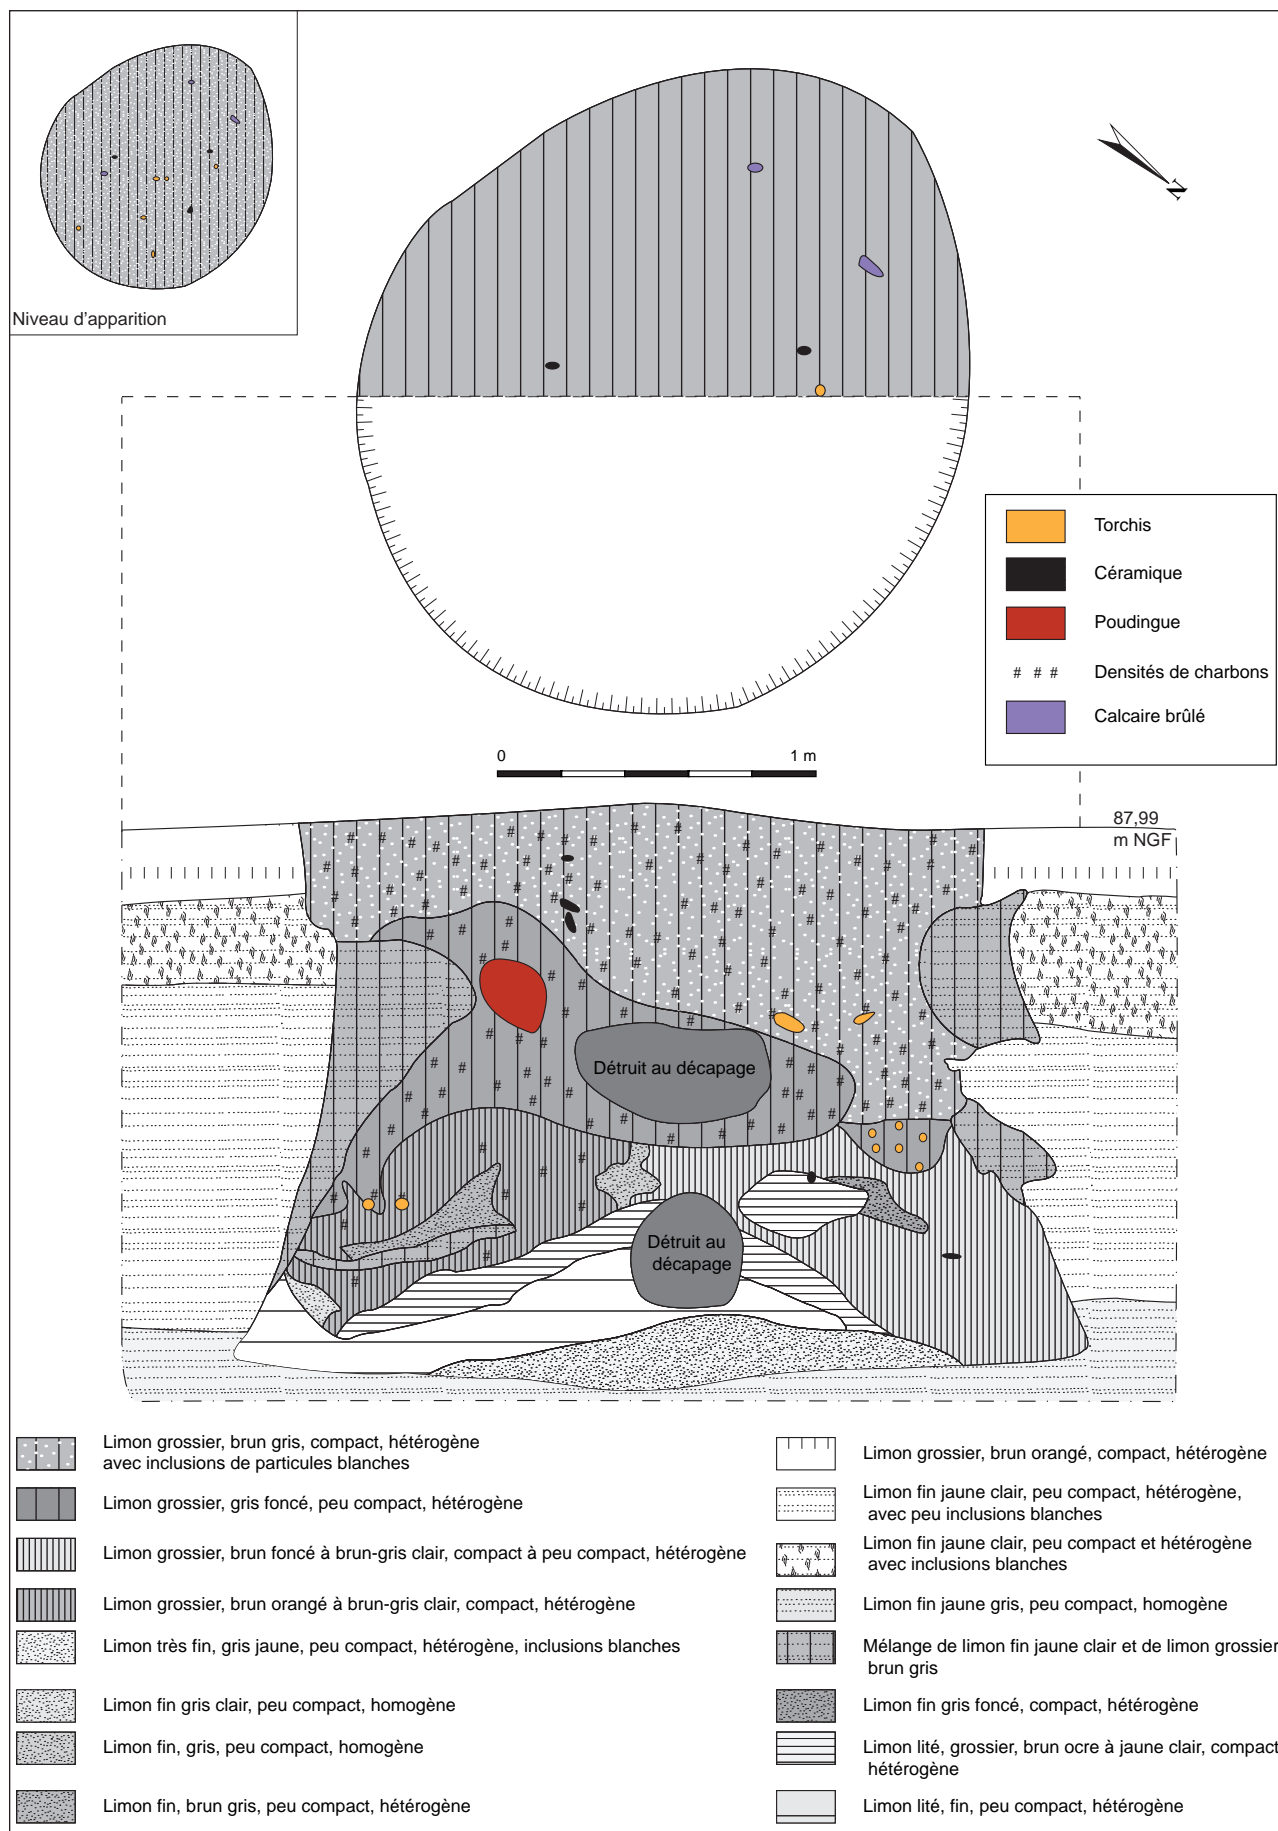 Niveau d'apparition
N
Torchis
Céramique
Poudingue
# # # Densités de charbons
Calcaire brûlé
0 1 m
87,99
m NGF
Détruit au décapage
Détruit au
décapage
Limon grossier, brun gris, compact, hétérogène
avec inclusions de particules blanches
Limon grossier, gris foncé, peu compact, hétérogène
Limon grossier, brun foncé à brun-gris clair, compact à peu compact, hétérogène
Limon grossier, brun orangé à brun-gris clair, compact, hétérogène
Limon très fin, gris jaune, peu compact, hétérogène, inclusions blanches
Limon fin gris clair, peu compact, homogène
Limon fin, gris, peu compact, homogène
Limon fin, brun gris, peu compact, hétérogène
Limon grossier, brun orangé, compact, hétérogène
Limon fin jaune clair, peu compact, hétérogène,
avec peu inclusions blanches
Limon fin jaune clair, peu compact et hétérogène
avec inclusions blanches
Limon fin jaune gris, peu compact, homogène
Mélange de limon fin jaune clair et de limon grossier
brun gris
Limon fin gris foncé, compact, hétérogène
Limon lité, grossier, brun ocre à jaune clair, compact
hétérogène
Limon lité, fin, peu compact, hétérogène